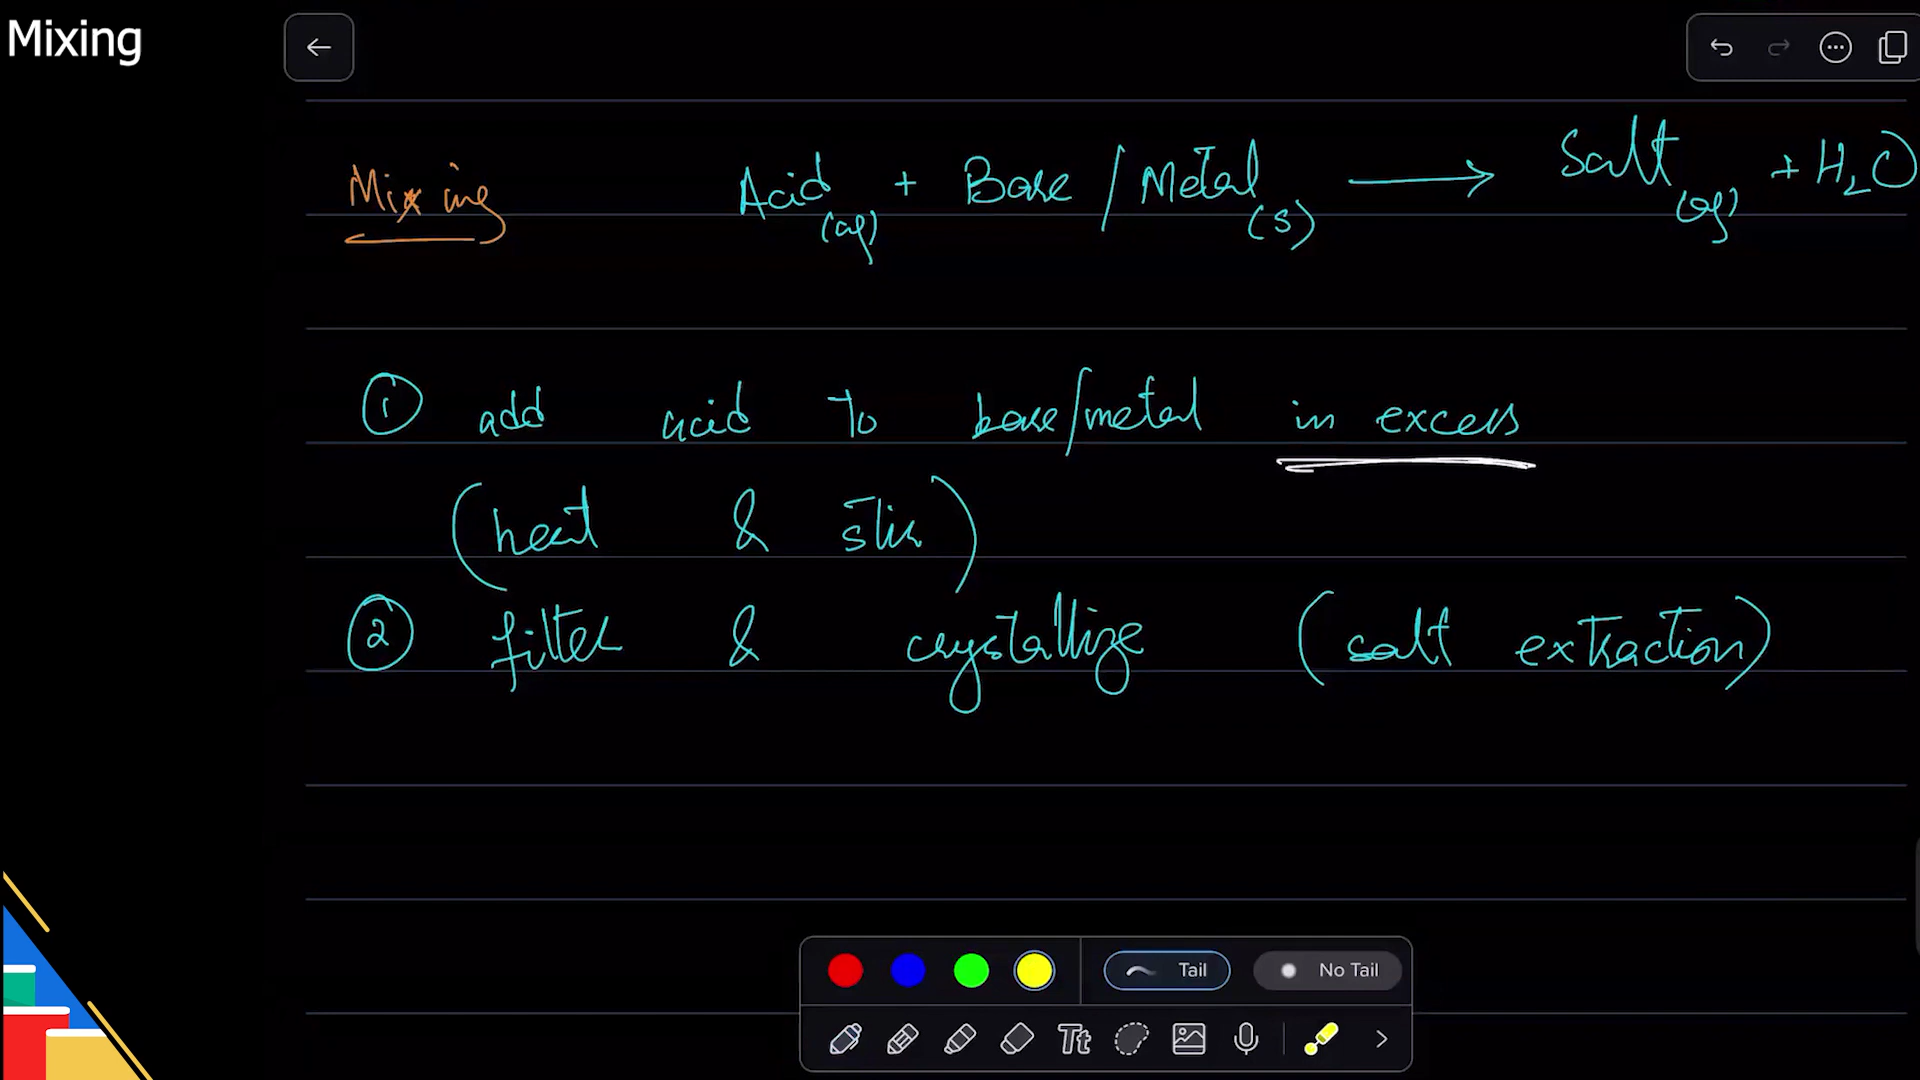 Mixing
Mixing Acid(aq) + Base / Metal(s) ⟶ Salt(aq) + H₂O
① add acid to base/metal in excess
(heat & stir)
② filter & crystallize (salt extraction)
Tail No Tail
Tt